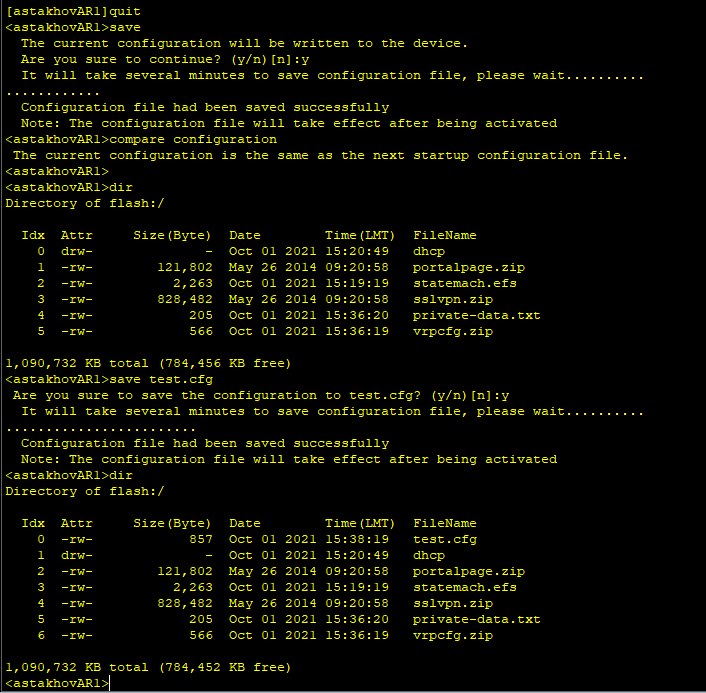 [astakhovAR1]quit
<astakhovAR1>save
  The current configuration will be written to the device.
  Are you sure to continue? (y/n)[n]:y
  It will take several minutes to save configuration file, please wait..........
............
  Configuration file had been saved successfully
  Note: The configuration file will take effect after being activated
<astakhovAR1>compare configuration
 The current configuration is the same as the next startup configuration file.
<astakhovAR1>
<astakhovAR1>dir
Directory of flash:/
  Idx  Attr     Size(Byte)  Date        Time(LMT)  FileName
    0  drw-              -  Oct 01 2021 15:20:49   dhcp
    1  -rw-        121,802  May 26 2014 09:20:58   portalpage.zip
    2  -rw-          2,263  Oct 01 2021 15:19:19   statemach.efs
    3  -rw-        828,482  May 26 2014 09:20:58   sslvpn.zip
    4  -rw-            205  Oct 01 2021 15:36:20   private-data.txt
    5  -rw-            566  Oct 01 2021 15:36:19   vrpcfg.zip
1,090,732 KB total (784,456 KB free)
<astakhovAR1>save test.cfg
 Are you sure to save the configuration to test.cfg? (y/n)[n]:y
  It will take several minutes to save configuration file, please wait..........
........................
  Configuration file had been saved successfully
  Note: The configuration file will take effect after being activated
<astakhovAR1>dir
Directory of flash:/
  Idx  Attr     Size(Byte)  Date        Time(LMT)  FileName
    0  -rw-            857  Oct 01 2021 15:38:19   test.cfg
    1  drw-              -  Oct 01 2021 15:20:49   dhcp
    2  -rw-        121,802  May 26 2014 09:20:58   portalpage.zip
    3  -rw-          2,263  Oct 01 2021 15:19:19   statemach.efs
    4  -rw-        828,482  May 26 2014 09:20:58   sslvpn.zip
    5  -rw-            205  Oct 01 2021 15:36:20   private-data.txt
    6  -rw-            566  Oct 01 2021 15:36:19   vrpcfg.zip
1,090,732 KB total (784,452 KB free)
<astakhovAR1>